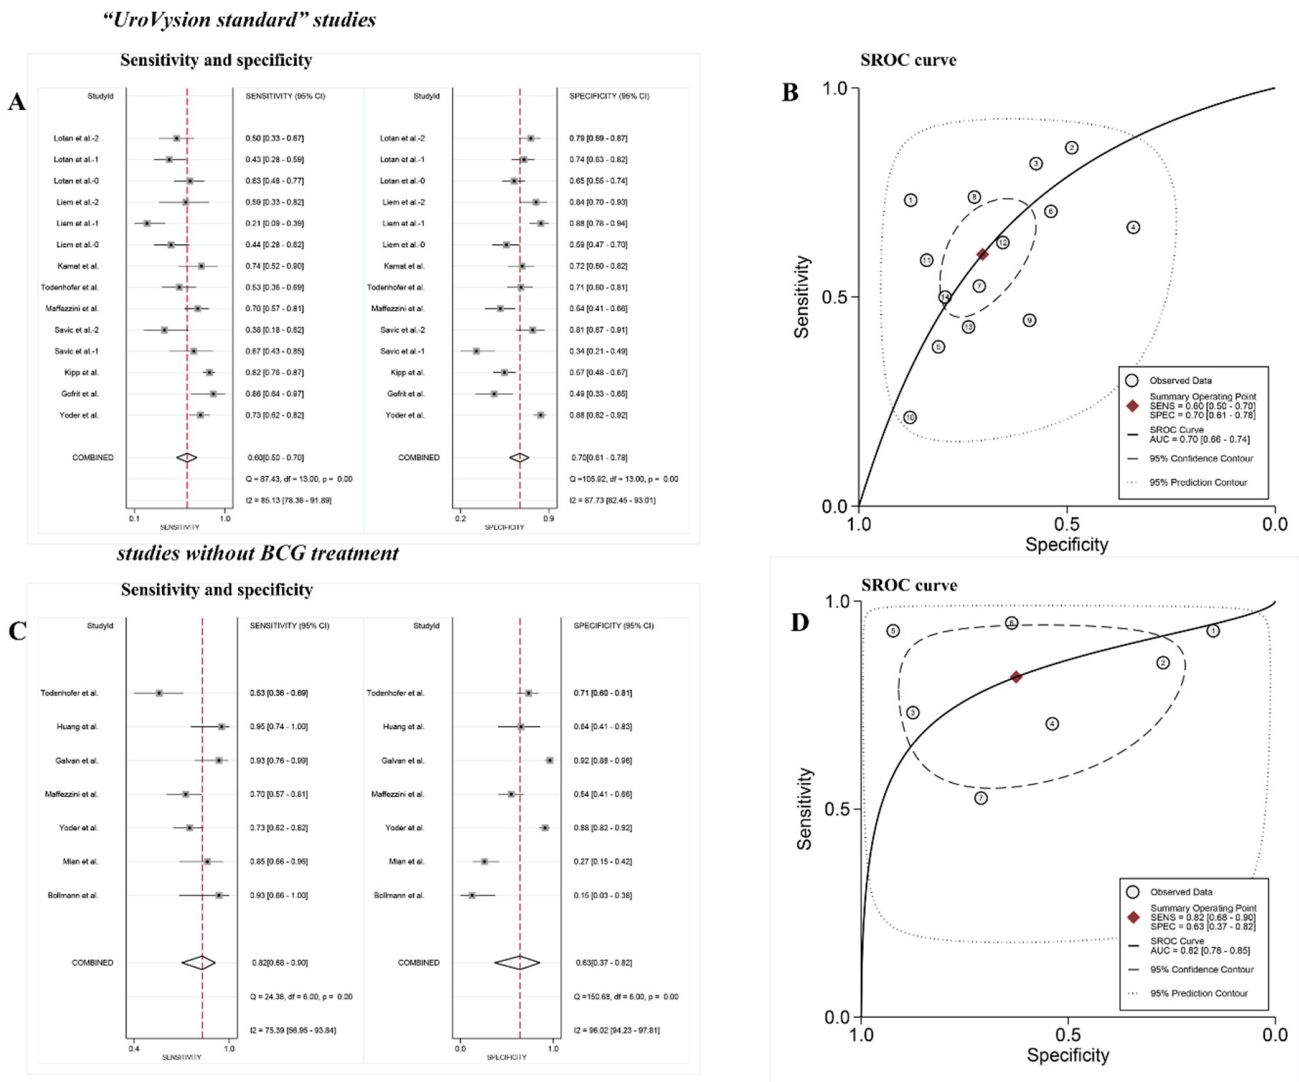 “UroVysion standard” studies
Sensitivity and specificity
A
StudyId SENSITIVITY (95% CI)
Lotan et al.-2 0.50 [0.33 - 0.67]
Lotan et al.-1 0.43 [0.28 - 0.59]
Lotan et al.-0 0.63 [0.48 - 0.77]
Liem et al.-2 0.59 [0.33 - 0.82]
Liem et al.-1 0.21 [0.09 - 0.39]
Liem et al.-0 0.44 [0.28 - 0.62]
Kamat et al. 0.74 [0.52 - 0.90]
Todenhofer et al. 0.53 [0.36 - 0.69]
Maffezzini et al. 0.70 [0.57 - 0.81]
Savic et al.-2 0.38 [0.18 - 0.62]
Savic et al.-1 0.67 [0.43 - 0.85]
Kipp et al. 0.82 [0.76 - 0.87]
Gofrit et al. 0.86 [0.64 - 0.97]
Yoder et al. 0.73 [0.62 - 0.82]
COMBINED 0.60[0.50 - 0.70]
Q = 87.43, df = 13.00, p = 0.00
I2 = 85.13 [78.38 - 91.89]
0.1 1.0
SENSITIVITY
StudyId SPECIFICITY (95% CI)
Lotan et al.-2 0.79 [0.69 - 0.87]
Lotan et al.-1 0.74 [0.63 - 0.82]
Lotan et al.-0 0.65 [0.55 - 0.74]
Liem et al.-2 0.84 [0.70 - 0.93]
Liem et al.-1 0.88 [0.78 - 0.94]
Liem et al.-0 0.59 [0.47 - 0.70]
Kamat et al. 0.72 [0.60 - 0.82]
Todenhofer et al. 0.71 [0.60 - 0.81]
Maffezzini et al. 0.54 [0.41 - 0.66]
Savic et al.-2 0.81 [0.67 - 0.91]
Savic et al.-1 0.34 [0.21 - 0.49]
Kipp et al. 0.57 [0.48 - 0.67]
Gofrit et al. 0.49 [0.33 - 0.65]
Yoder et al. 0.88 [0.82 - 0.92]
COMBINED 0.70[0.61 - 0.78]
Q =105.92, df = 13.00, p = 0.00
I2 = 87.73 [82.45 - 93.01]
0.2 0.9
SPECIFICITY
B
SROC curve
1.0
0.5
0.0
Sensitivity
2
3
1
8
6
4
12
11
7
14
9
13
5
10
Observed Data
Summary Operating Point
SENS = 0.60 [0.50 - 0.70]
SPEC = 0.70 [0.61 - 0.78]
SROC Curve
AUC = 0.70 [0.66 - 0.74]
95% Confidence Contour
95% Prediction Contour
1.0 0.5 0.0
Specificity
studies without BCG treatment
Sensitivity and specificity
C
StudyId SENSITIVITY (95% CI)
Todenhofer et al. 0.53 [0.36 - 0.69]
Huang et al. 0.95 [0.74 - 1.00]
Galvan et al. 0.93 [0.76 - 0.99]
Maffezzini et al. 0.70 [0.57 - 0.81]
Yoder et al. 0.73 [0.62 - 0.82]
Mian et al. 0.85 [0.66 - 0.96]
Bollmann et al. 0.93 [0.66 - 1.00]
COMBINED 0.82[0.68 - 0.90]
Q = 24.38, df = 6.00, p = 0.00
I2 = 75.39 [56.95 - 93.84]
0.4 1.0
SENSITIVITY
StudyId SPECIFICITY (95% CI)
Todenhofer et al. 0.71 [0.60 - 0.81]
Huang et al. 0.64 [0.41 - 0.83]
Galvan et al. 0.92 [0.88 - 0.96]
Maffezzini et al. 0.54 [0.41 - 0.66]
Yoder et al. 0.88 [0.82 - 0.92]
Mian et al. 0.27 [0.15 - 0.42]
Bollmann et al. 0.15 [0.03 - 0.38]
COMBINED 0.63[0.37 - 0.82]
Q =150.68, df = 6.00, p = 0.00
I2 = 96.02 [94.23 - 97.81]
0.0 1.0
SPECIFICITY
D
SROC curve
1.0
0.5
0.0
Sensitivity
5
6
1
2
3
4
7
Observed Data
Summary Operating Point
SENS = 0.82 [0.68 - 0.90]
SPEC = 0.63 [0.37 - 0.82]
SROC Curve
AUC = 0.82 [0.78 - 0.85]
95% Confidence Contour
95% Prediction Contour
1.0 0.5 0.0
Specificity